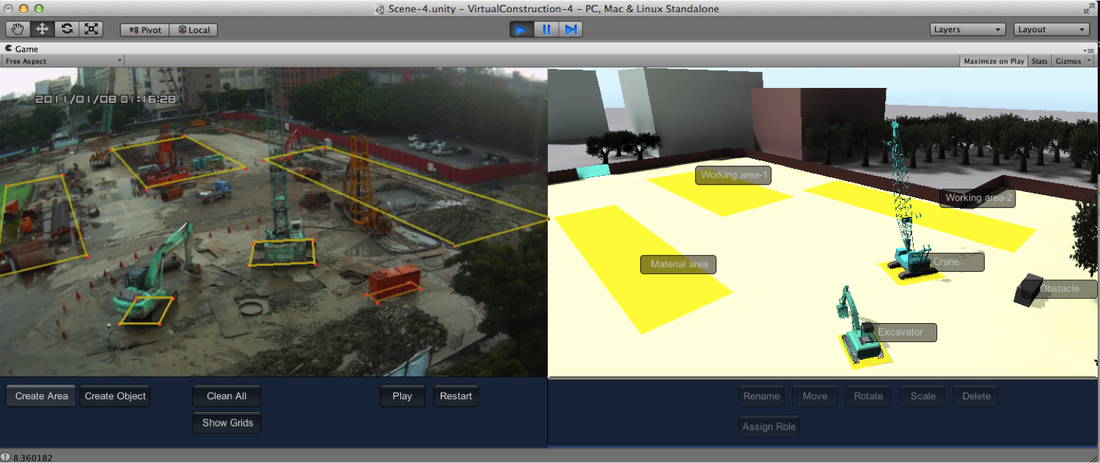 Scene-4.unity - VirtualConstruction-4 - PC, Mac & Linux Standalone
Pivot Local Layers Layout
Game
Free Aspect Maximize on Play Stats Gizmos
2011/01/08 01:16:28
Working area-1
Working area-2
Material area
Crane
Obstacle
Excavator
Create Area Create Object Clean All Play Restart Rename Move Rotate Scale Delete
Show Grids Assign Role
8.360182